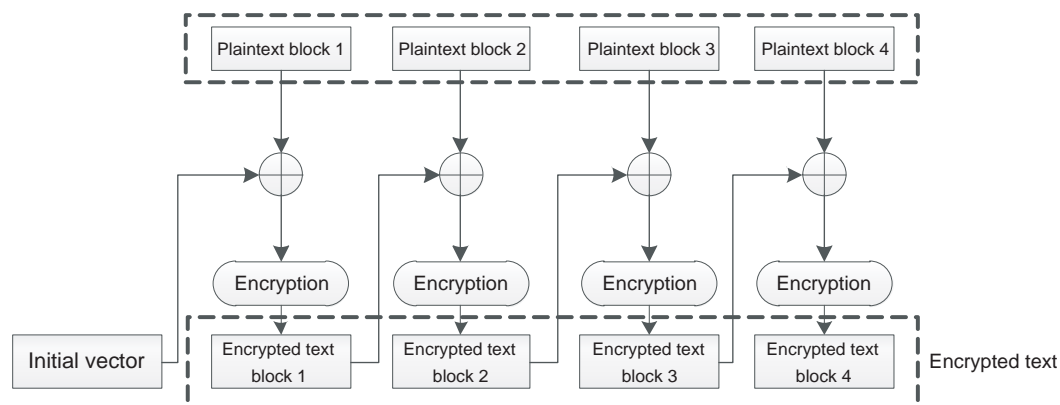 Plaintext block 1
Plaintext block 2
Plaintext block 3
Plaintext block 4
Encryption
Encryption
Encryption
Encryption
Initial vector
Encrypted text
block 1
Encrypted text
block 2
Encrypted text
block 3
Encrypted text
block 4
Encrypted text